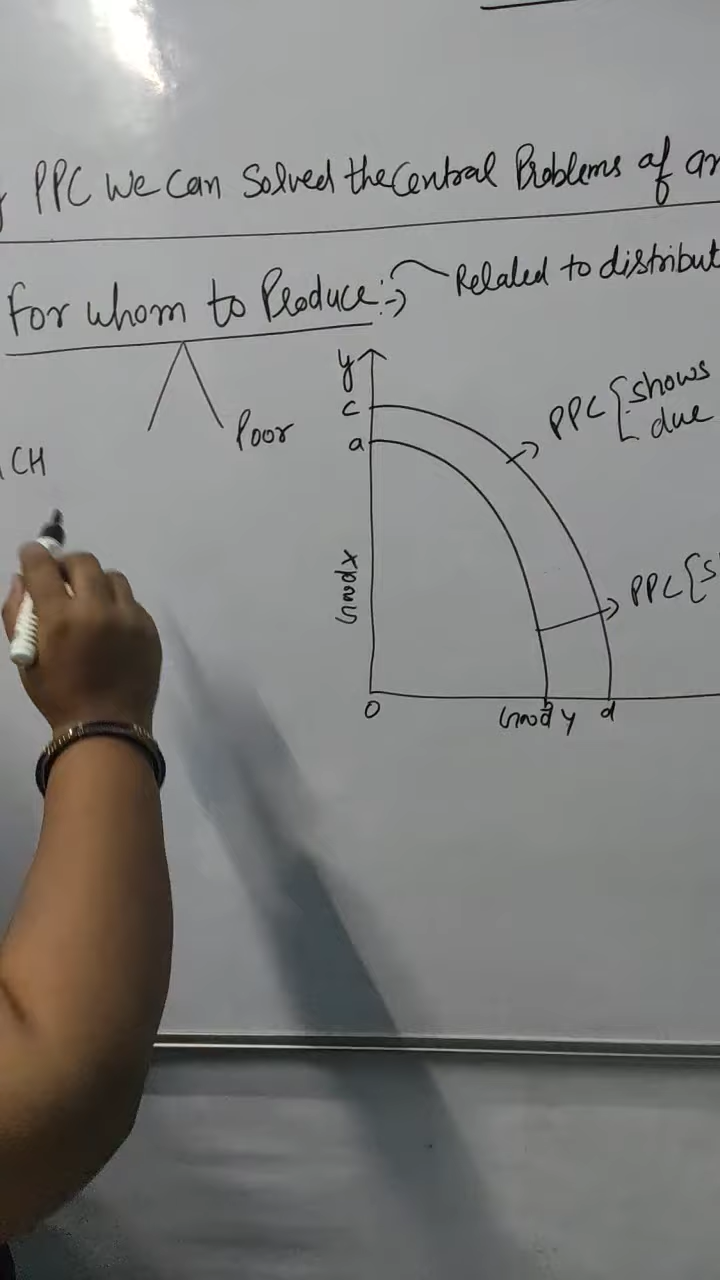 PPC We Can Solved the Central Problems of an
For whom to Produce :-> Related to distribut
Poor
CH
y
c
a
Good x
O
Good y
d
PPC { shows
due
PPC { s